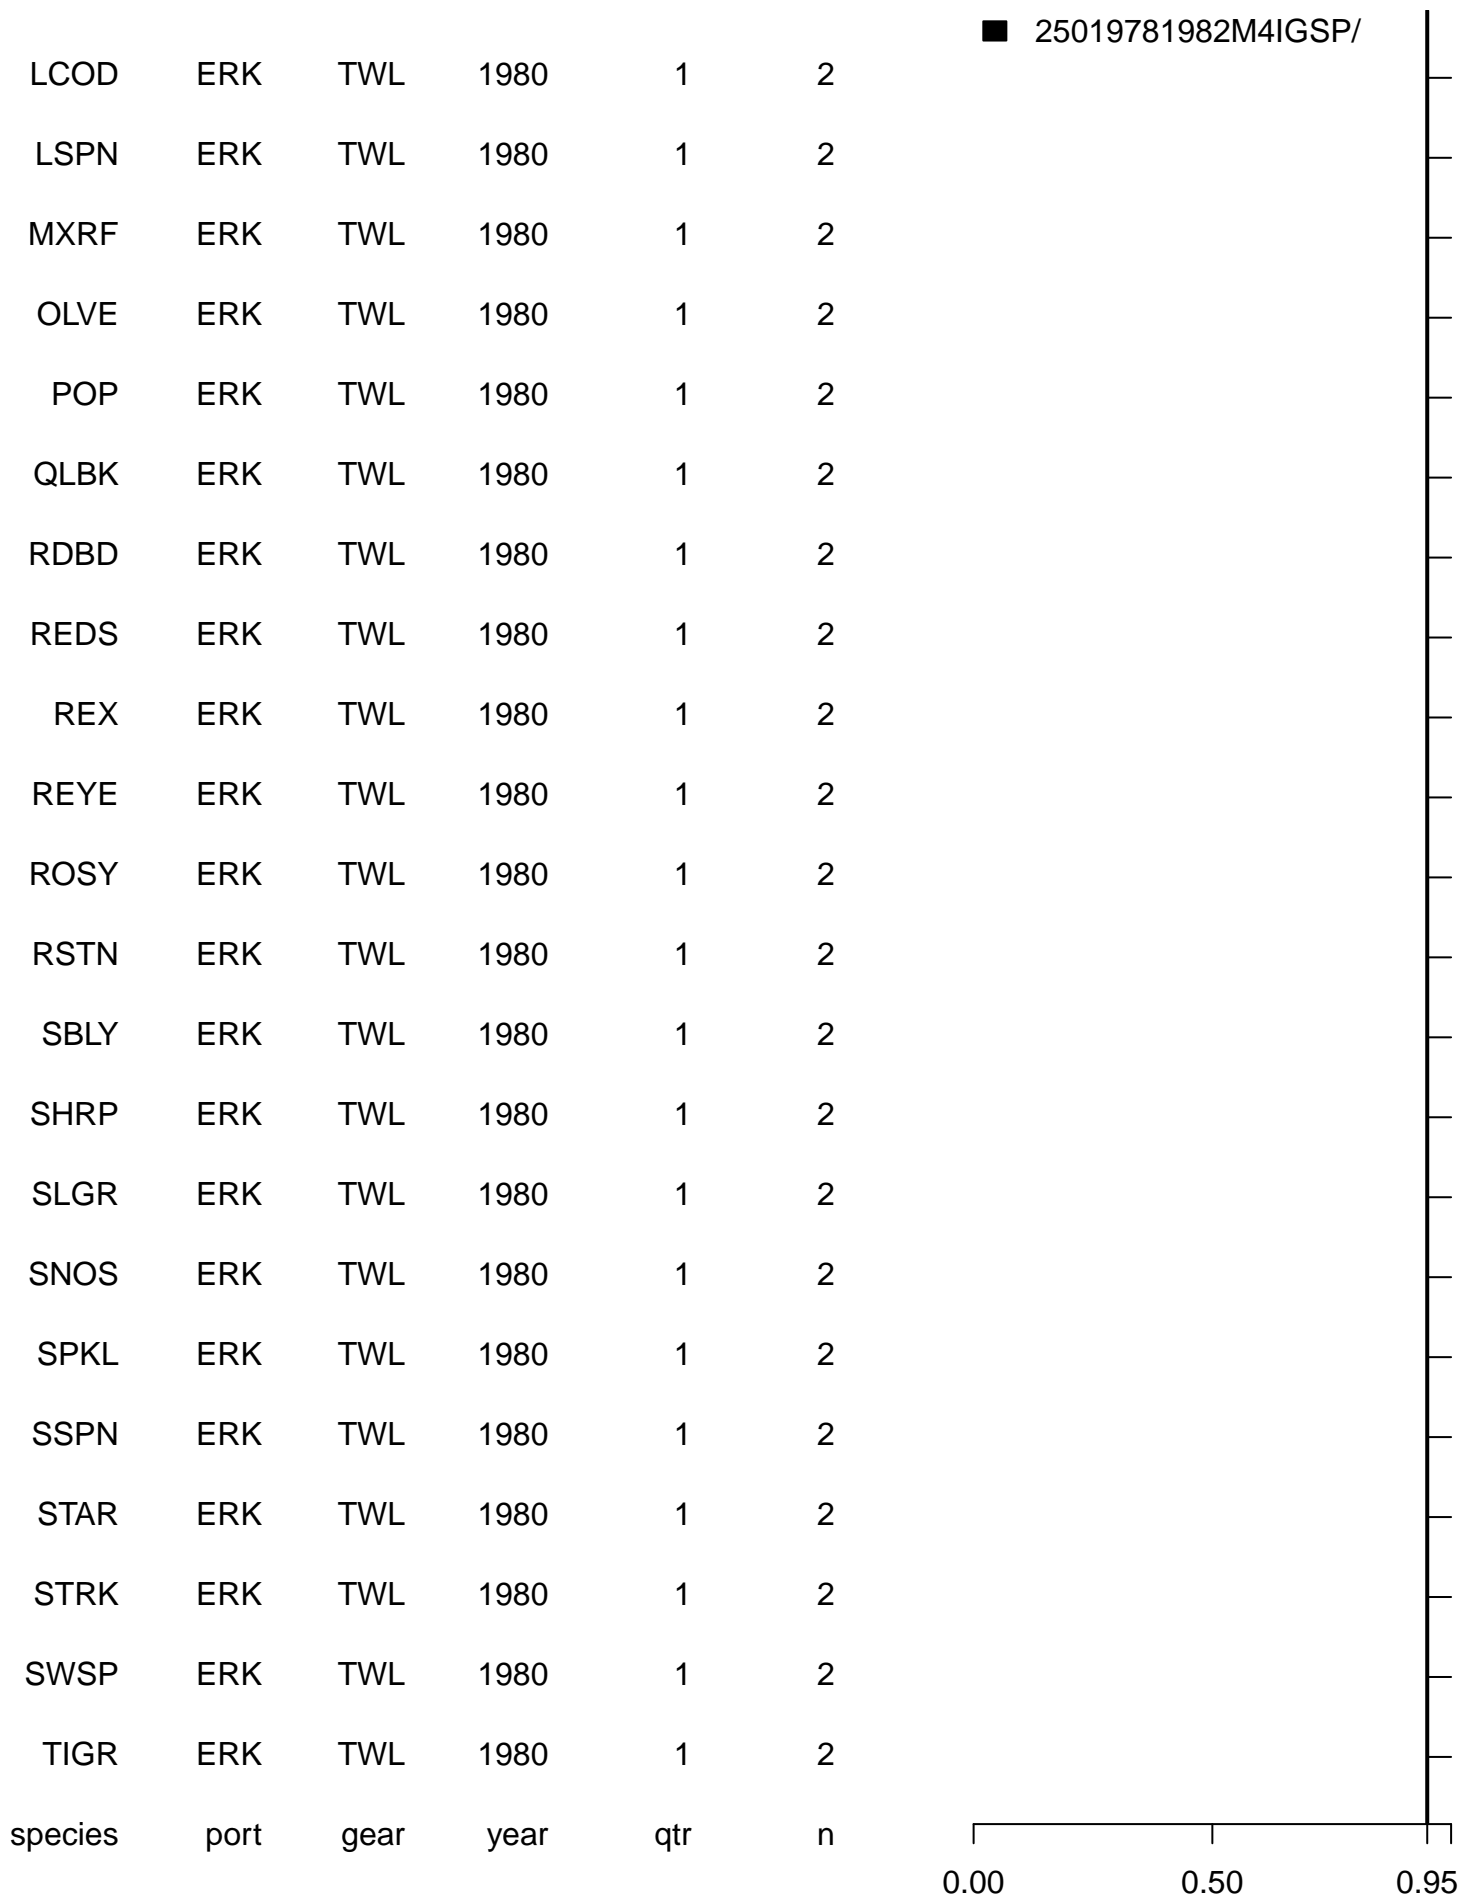 25019781982M4IGSP/
LCOD ERK TWL 1980 1 2
LSPN ERK TWL 1980 1 2
MXRF ERK TWL 1980 1 2
OLVE ERK TWL 1980 1 2
POP ERK TWL 1980 1 2
QLBK ERK TWL 1980 1 2
RDBD ERK TWL 1980 1 2
REDS ERK TWL 1980 1 2
REX ERK TWL 1980 1 2
REYE ERK TWL 1980 1 2
ROSY ERK TWL 1980 1 2
RSTN ERK TWL 1980 1 2
SBLY ERK TWL 1980 1 2
SHRP ERK TWL 1980 1 2
SLGR ERK TWL 1980 1 2
SNOS ERK TWL 1980 1 2
SPKL ERK TWL 1980 1 2
SSPN ERK TWL 1980 1 2
STAR ERK TWL 1980 1 2
STRK ERK TWL 1980 1 2
SWSP ERK TWL 1980 1 2
TIGR ERK TWL 1980 1 2
species port gear year qtr n
0.00 0.50 0.95